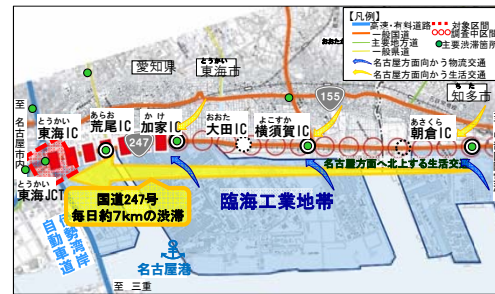 【凡例】
高速・有料道路
対象区間
一般国道
調査中区間
主要地方道
主要渋滞箇所
一般県道
名古屋方面向かう物流交通
名古屋方面向かう生活交通
愛知県
とうかい
東海市
おおた
155
ちた
知多市
至 名古屋市内
とうかい
東海IC
あらお
荒尾IC
かけ
加家IC
おおた
大田IC
よこすか
横須賀IC
あさくら
朝倉IC
247
名古屋方面へ北上する生活交通
とうかい
東海JCT
国道247号
毎日約7kmの渋滞
臨海工業地帯
伊勢湾岸
自動車道
名古屋港
至 三重